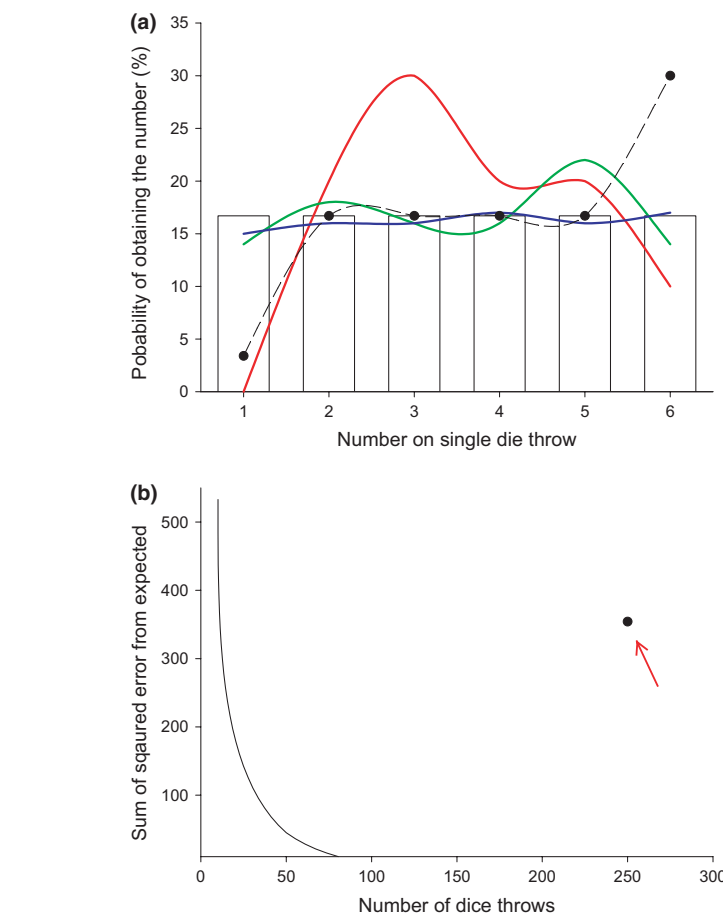 (a)
35
30
25
20
15
10
5
0
Pobability of obtaining the number (%)
1 2 3 4 5 6
Number on single die throw
(b)
500
400
300
200
100
Sum of sqaured error from expected
0 50 100 150 200 250 300
Number of dice throws